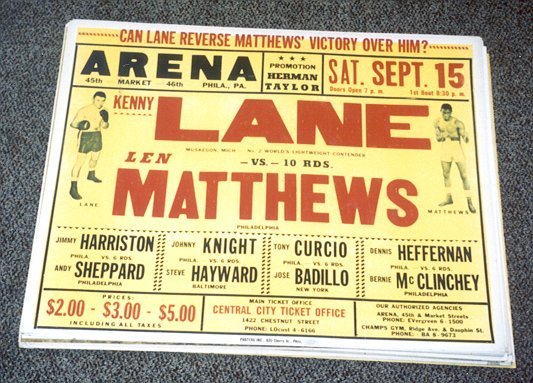 CAN LANE REVERSE MATTHEWS' VICTORY OVER HIM?
ARENA
45th - MARKET - 46th PHILA., PA.
★ ★ ★
PROMOTION
HERMAN
TAYLOR
SAT. SEPT. 15
Doors Open 7 p. m. 1st Bout 8:30 p. m.
KENNY
LANE
MUSKEGON, MICH No. 2 WORLD'S LIGHTWEIGHT CONTENDER
LEN
- VS. - 10 RDS.
MATTHEWS
PHILADELPHIA
LANE
MATTHEWS
JIMMY HARRISTON
PHILA. - VS. 6 RDS.
ANDY SHEPPARD
PHILADELPHIA
JOHNNY KNIGHT
PHILA. - VS. 6 RDS.
STEVE HAYWARD
BALTIMORE
TONY CURCIO
PHILA. - VS. 6 RDS.
JOSE BADILLO
NEW YORK
DENNIS HEFFERNAN
PHILA. - VS. 6 RDS.
BERNIE McCLINCHEY
PHILADELPHIA
PRICES:
$2.00 - $3.00 - $5.00
INCLUDING ALL TAXES
MAIN TICKET OFFICE
CENTRAL CITY TICKET OFFICE
1422 CHESTNUT STREET
PHONE: LOcust 4-6166
OUR AUTHORIZED AGENCIES
ARENA, 45th & Market Streets
PHONE: EVergreen 6-1500
CHAMPS GYM, Ridge Ave. & Dauphin St.
PHONE: BA 8-9673